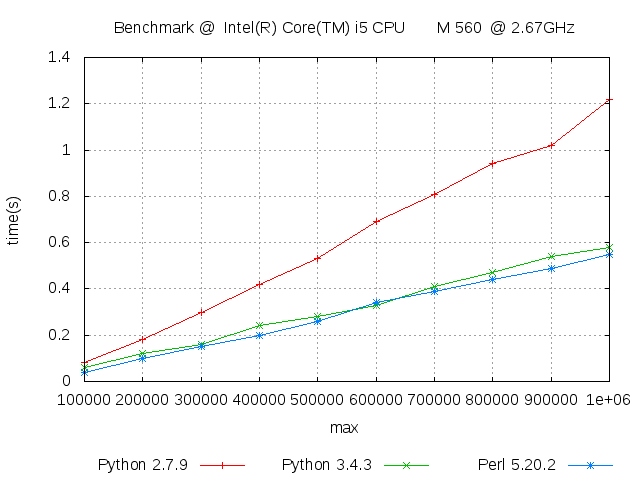 Benchmark @ Intel(R) Core(TM) i5 CPU M 560 @ 2.67GHz
1.4
1.2
1
0.8
0.6
0.4
0.2
0
time(s)
100000 200000 300000 400000 500000 600000 700000 800000 900000 1e+06
max
Python 2.7.9 Python 3.4.3 Perl 5.20.2